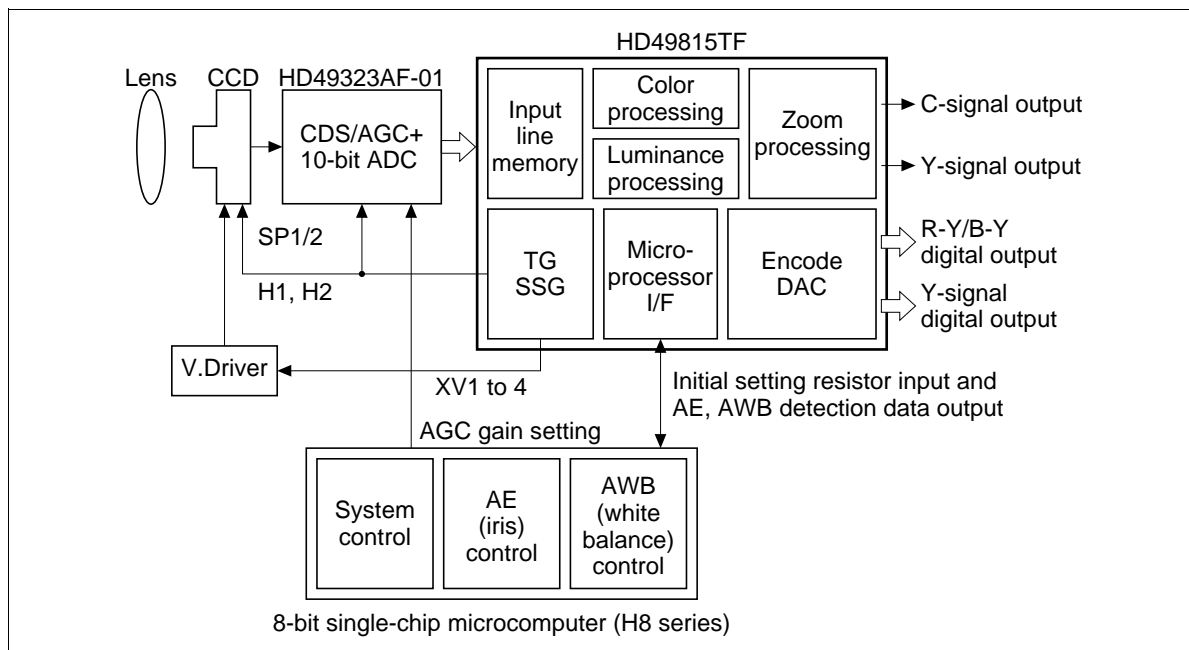 HD49815TF
Lens
CCD
HD49323AF-01
CDS/AGC+
10-bit ADC
Input
line
memory
Color
processing
Luminance
processing
Zoom
processing
C-signal output
Y-signal output
SP1/2
H1, H2
TG
SSG
Micro-
processor
I/F
Encode
DAC
R-Y/B-Y
digital output
Y-signal
digital output
V.Driver
XV1 to 4
Initial setting resistor input and
AE, AWB detection data output
AGC gain setting
System
control
AE
(iris)
control
AWB
(white
balance)
control
8-bit single-chip microcomputer (H8 series)